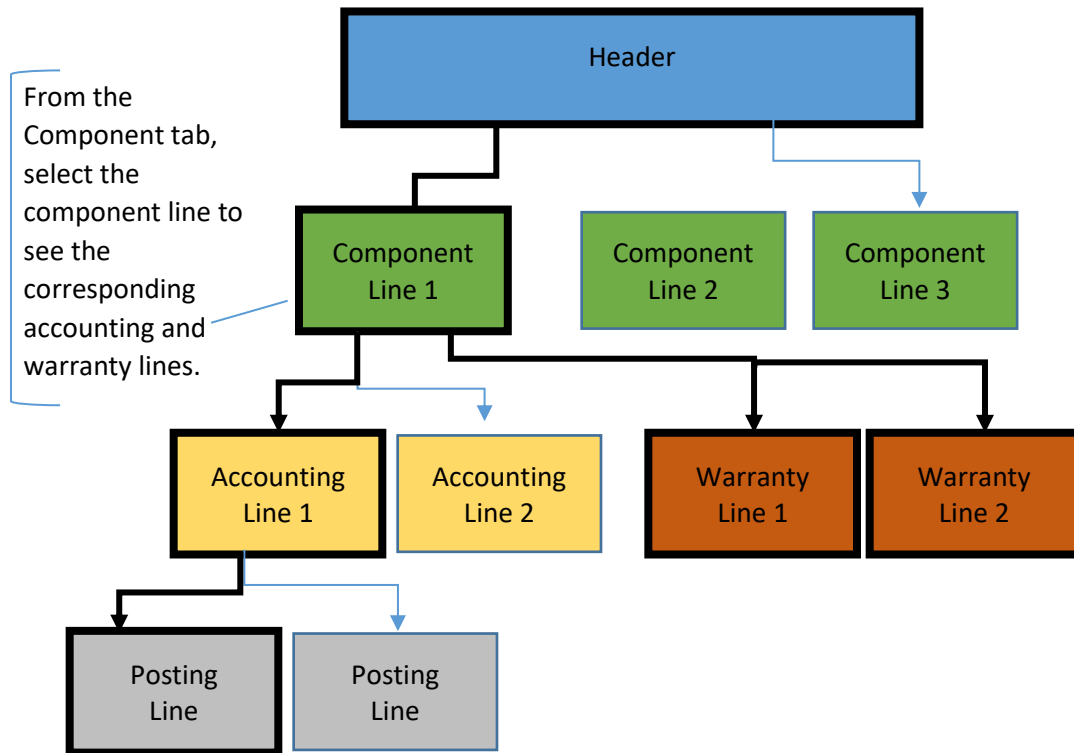 Header
From the
Component tab,
select the
component line to
see the
corresponding
accounting and
warranty lines.
Component
Line 1
Component
Line 2
Component
Line 3
Accounting
Line 1
Accounting
Line 2
Warranty
Line 1
Warranty
Line 2
Posting
Line
Posting
Line